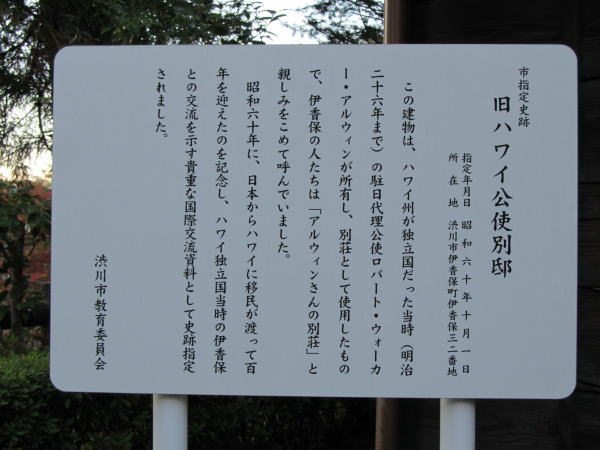 市指定史跡
旧ハワイ公使別邸
指定年月日 昭和六十年十月一日
所在地 渋川市伊香保町伊香保三二番地
この建物は、ハワイ州が独立国だった当時（明治
二十六年まで）の駐日代理公使ロバート・ウォーカ
ー・アルウィンが所有し、別荘として使用したもの
で、伊香保の人たちは「アルウィンさんの別荘」と
親しみをこめて呼んでいました。
昭和六十年に、日本からハワイに移民が渡って百
年を迎えたのを記念し、ハワイ独立国当時の伊香保
との交流を示す貴重な国際交流資料として史跡指定
されました。
渋川市教育委員会